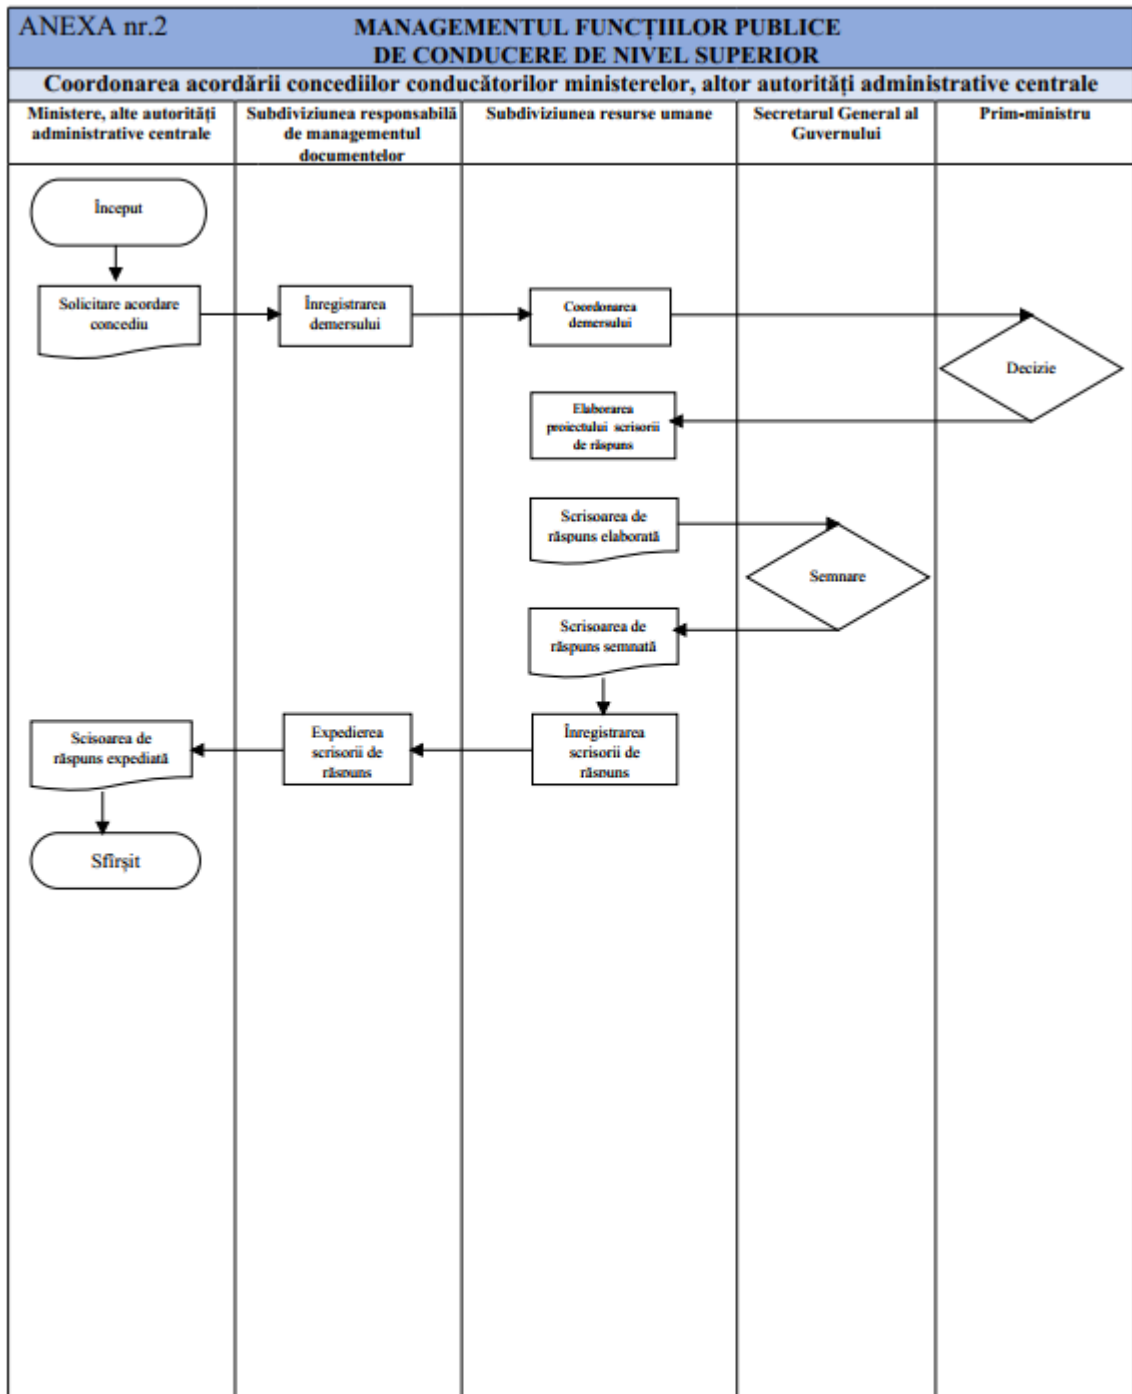 ANEXA nr.2
MANAGEMENTUL FUNCȚIILOR PUBLICE
DE CONDUCERE DE NIVEL SUPERIOR
Coordonarea acordării concediilor conducătorilor ministerelor, altor autorități administrative centrale
Ministere, alte autorități
administrative centrale
Subdiviziunea responsabilă
de managementul
documentelor
Subdiviziunea resurse umane
Secretarul General al
Guvernului
Prim-ministru
Început
Solicitare acordare
concediu
Înregistrarea
demersului
Coordonarea
demersului
Decizie
Elaborarea
proiectului scrisorii
de răspuns
Scrisoarea de
răspuns elaborată
Semnare
Scrisoarea de
răspuns semnată
Scisoarea de
răspuns expediată
Expedierea
scrisorii de
răspuns
Înregistrarea
scrisorii de
răspuns
Sfîrșit